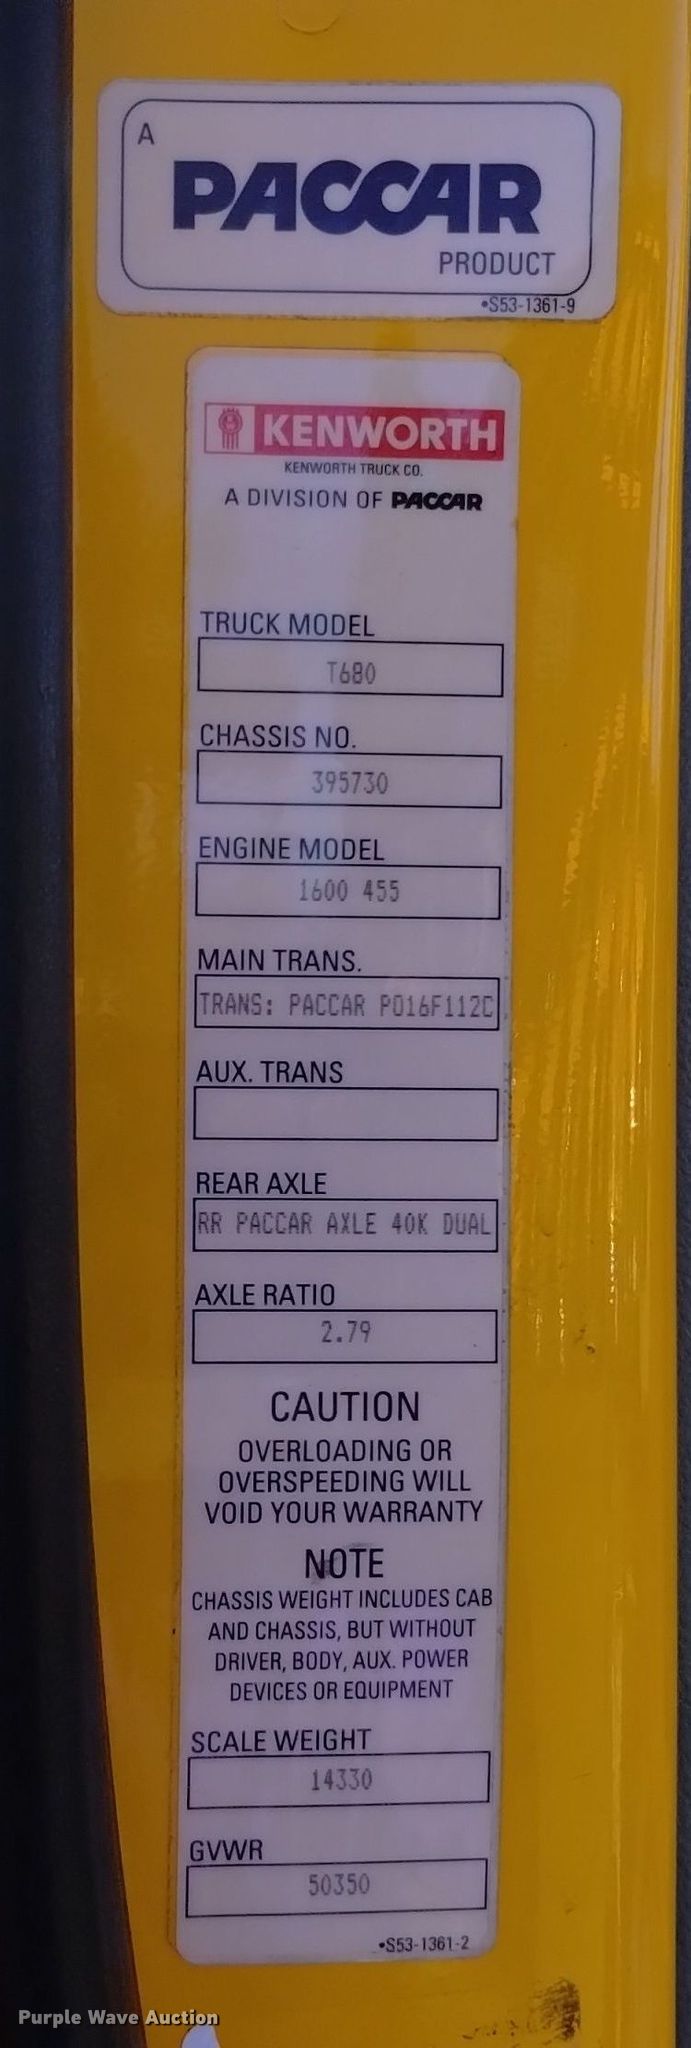 A
PACCAR
PRODUCT
•S53-1361-9
KENWORTH
KENWORTH TRUCK CO.
A DIVISION OF PACCAR
TRUCK MODEL
T680
CHASSIS NO.
395730
ENGINE MODEL
1600 455
MAIN TRANS.
TRANS: PACCAR PO16F112C
AUX. TRANS
REAR AXLE
RR PACCAR AXLE 40K DUAL
AXLE RATIO
2.79
CAUTION
OVERLOADING OR
OVERSPEEDING WILL
VOID YOUR WARRANTY
NOTE
CHASSIS WEIGHT INCLUDES CAB
AND CHASSIS, BUT WITHOUT
DRIVER, BODY, AUX. POWER
DEVICES OR EQUIPMENT
SCALE WEIGHT
14330
GVWR
50350
•S53-1361-2
Purple Wave Auction